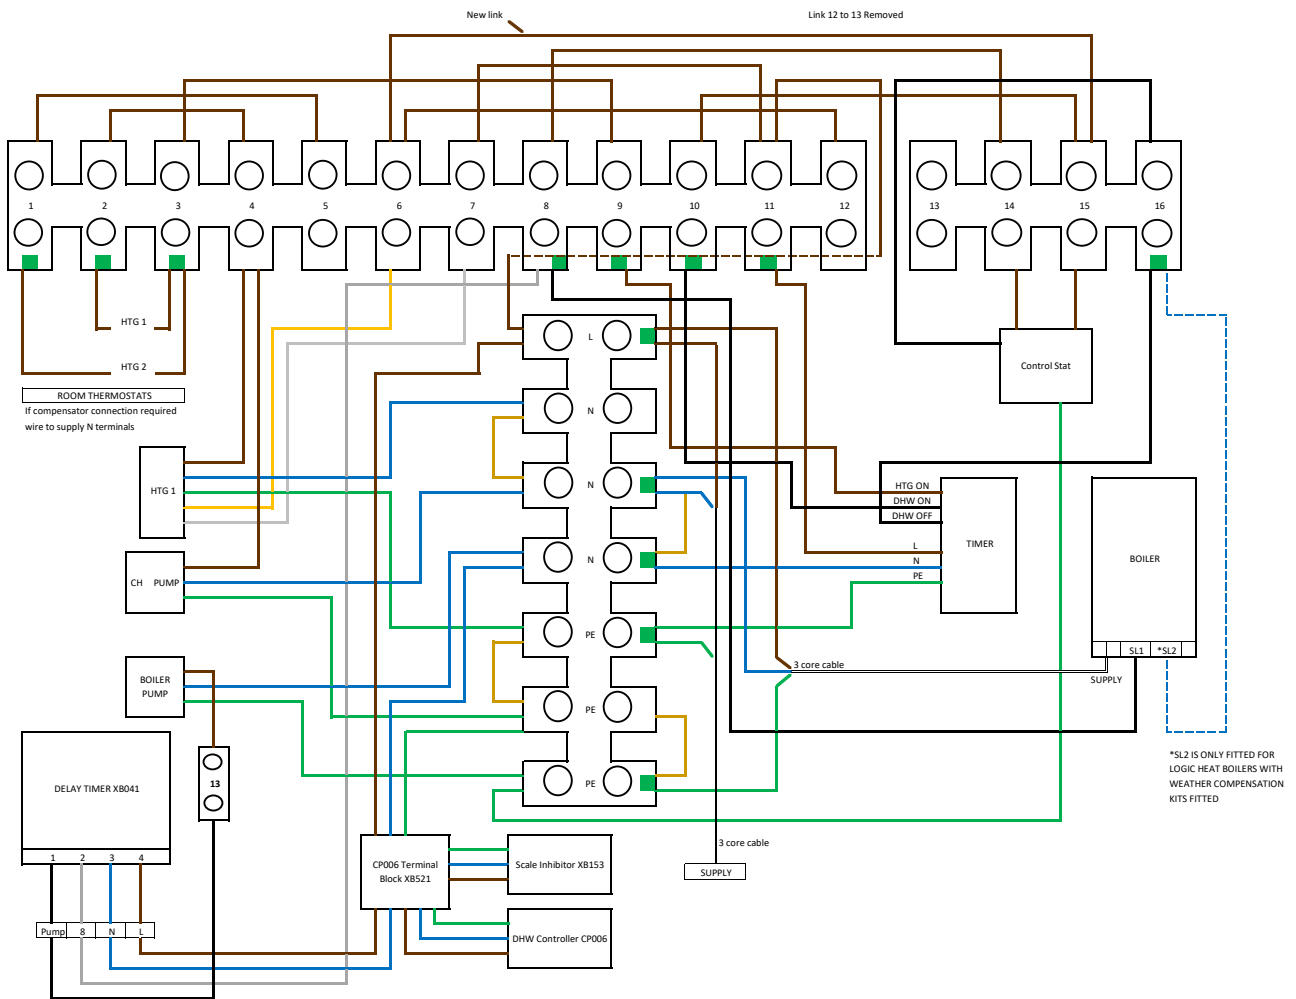 New link
Link 12 to 13 Removed
1 2 3 4 5 6 7 8 9 10 11 12 13 14 15 16
HTG 1
HTG 2
ROOM THERMOSTATS
If compensator connection required
wire to supply N terminals
L
N
N
N
PE
PE
PE
Control Stat
HTG 1
CH PUMP
BOILER
PUMP
HTG ON
DHW ON
DHW OFF
L
N
PE
TIMER
BOILER
SL1 *SL2
SUPPLY
3 core cable
*SL2 IS ONLY FITTED FOR
LOGIC HEAT BOILERS WITH
WEATHER COMPENSATION
KITS FITTED
DELAY TIMER XB041
1 2 3 4
13
Pump 8 N L
CP006 Terminal
Block XB521
Scale Inhibitor XB153
DHW Controller CP006
3 core cable
SUPPLY